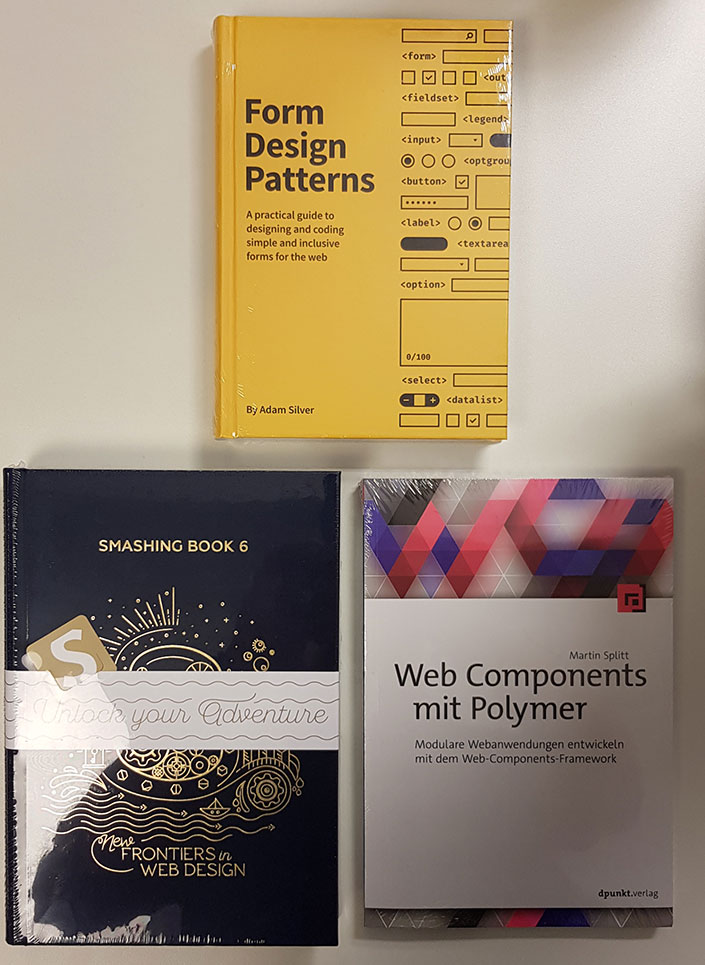 Form
Design
Patterns
A practical guide to
designing and coding
simple and inclusive
forms for the web
By Adam Silver
<form>
<out
<fieldset>
<legend>
<input>
<optgroup
<button>
<label>
<textarea
<option>
0/100
<select>
<datalist>
SMASHING BOOK 6
S
Unlock your Adventure
New
FRONTIERS in
WEB DESIGN
Martin Splitt
Web Components
mit Polymer
Modulare Webanwendungen entwickeln
mit dem Web-Components-Framework
dpunkt.verlag